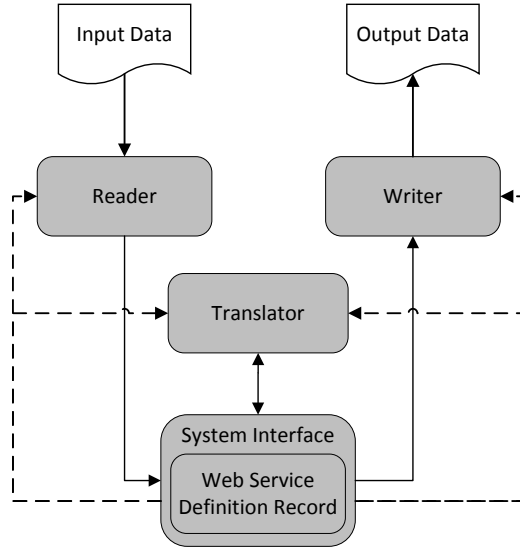 Input Data
Output Data
Reader
Writer
Translator
System Interface
Web Service
Definition Record